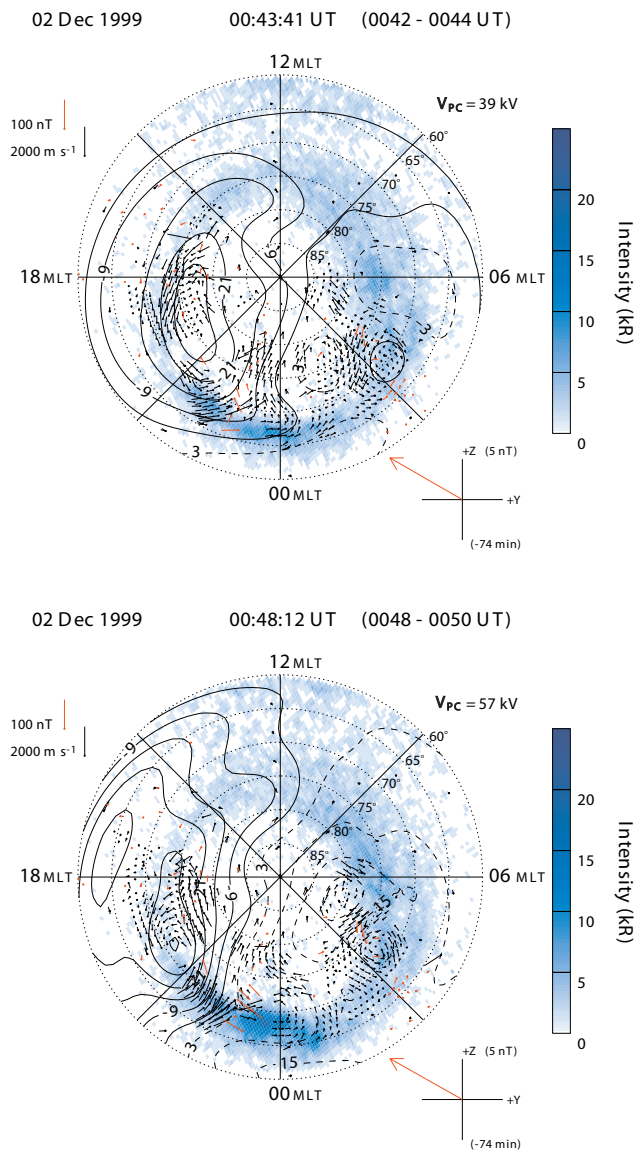 02 Dec 1999 00:43:41 UT (0042 - 0044 UT)
12 MLT
V_PC = 39 kV
100 nT
2000 m s⁻¹
60°
65°
70°
75°
80°
85°
20
15
10
5
0
Intensity (kR)
18 MLT
06 MLT
9
6
21
3
21
3
9
-3
00 MLT
+Z (5 nT)
+Y
(-74 min)
02 Dec 1999 00:48:12 UT (0048 - 0050 UT)
12 MLT
V_PC = 57 kV
100 nT
2000 m s⁻¹
9
60°
65°
70°
75°
80°
85°
20
15
10
5
0
Intensity (kR)
3
18 MLT
06 MLT
21
6
-15
27
9
3
-15
00 MLT
+Z (5 nT)
+Y
(-74 min)